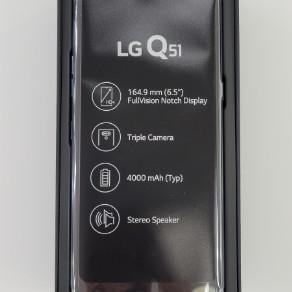 LG Q51
164.9 mm (6.5")
FullVision Notch Display
Triple Camera
4000 mAh (Typ)
Stereo Speaker